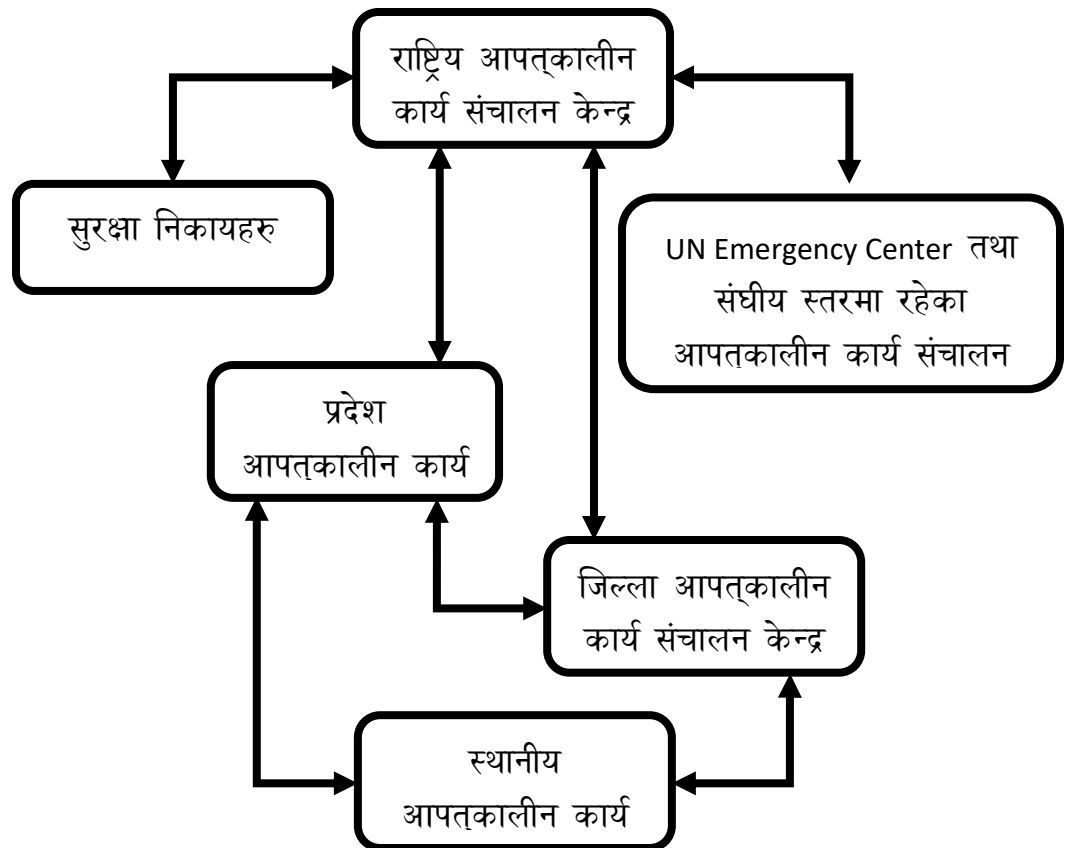 राष्ट्रिय आपत्कालीन
कार्य संचालन केन्द्र
सुरक्षा निकायहरु
UN Emergency Center तथा
संघीय स्तरमा रहेका
आपत्कालीन कार्य संचालन
प्रदेश
आपत्कालीन कार्य
जिल्ला आपत्कालीन
कार्य संचालन केन्द्र
स्थानीय
आपत्कालीन कार्य